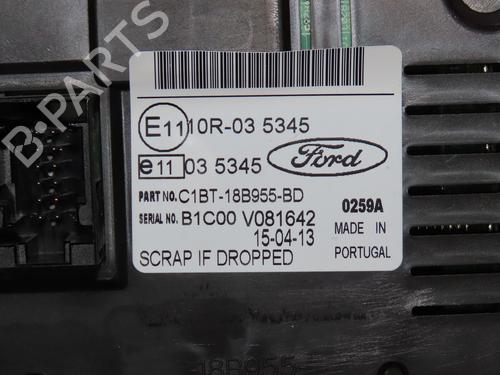 E11 10R-03 5345
e11 03 5345
Ford
PART NO. C1BT-18B955-BD
SERIAL NO. B1C00 V081642
0259A
15-04-13
MADE IN
PORTUGAL
SCRAP IF DROPPED
18B955
B-PARTS